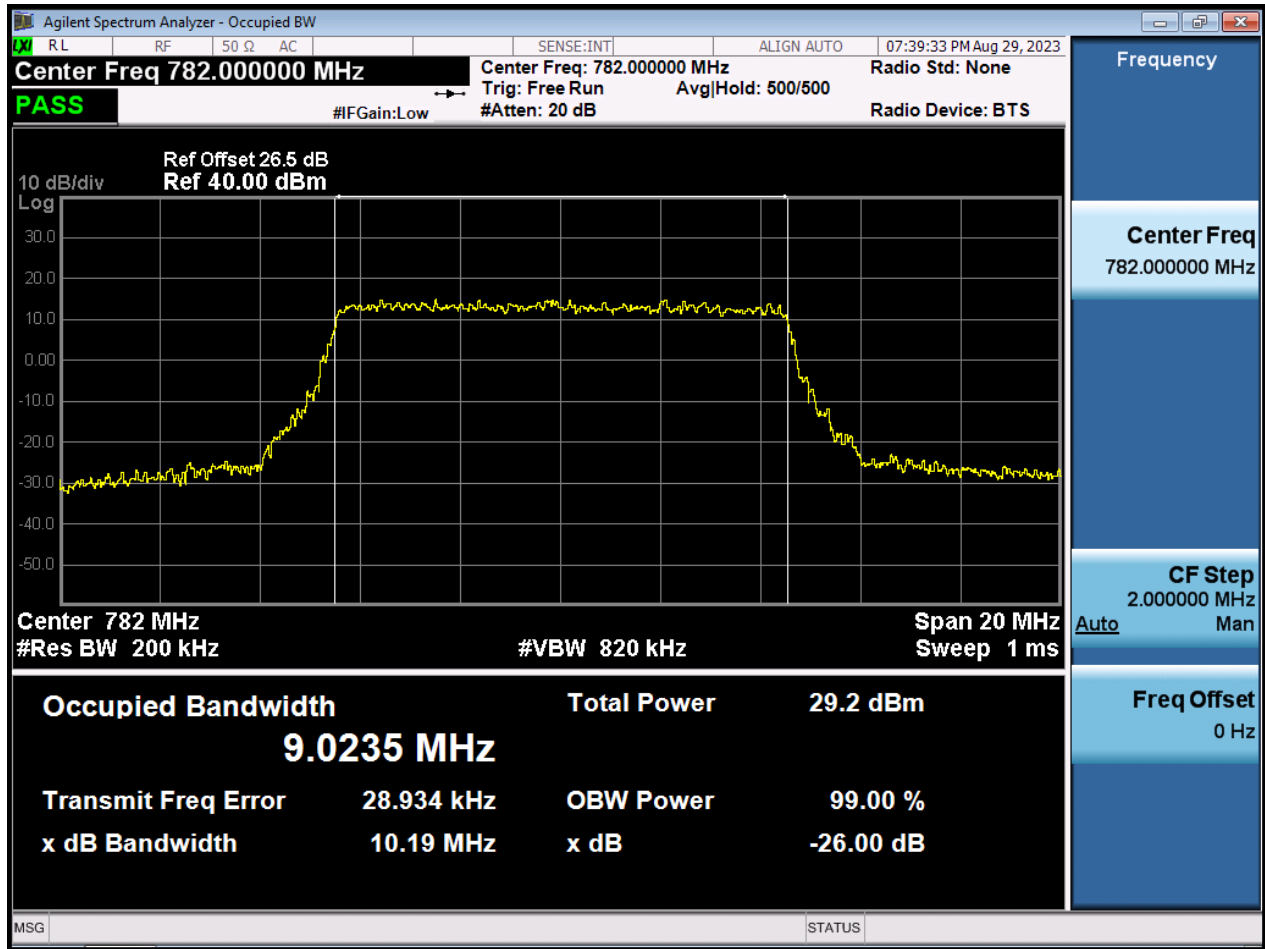 Agilent Spectrum Analyzer - Occupied BW
LXI RL RF 50 Ω AC SENSE:INT ALIGN AUTO 07:39:33 PM Aug 29, 2023
Center Freq 782.000000 MHz
Center Freq: 782.000000 MHz
Radio Std: None
Trig: Free Run Avg|Hold: 500/500
PASS
#IFGain:Low
#Atten: 20 dB
Radio Device: BTS
Ref Offset 26.5 dB
10 dB/div Ref 40.00 dBm
Log
30.0
20.0
10.0
0.00
-10.0
-20.0
-30.0
-40.0
-50.0
Center 782 MHz Span 20 MHz
#Res BW 200 kHz #VBW 820 kHz Sweep 1 ms
Occupied Bandwidth Total Power 29.2 dBm
9.0235 MHz
Transmit Freq Error 28.934 kHz OBW Power 99.00 %
x dB Bandwidth 10.19 MHz x dB -26.00 dB
Frequency
Center Freq
782.000000 MHz
CF Step
2.000000 MHz
Auto Man
Freq Offset
0 Hz
MSG STATUS